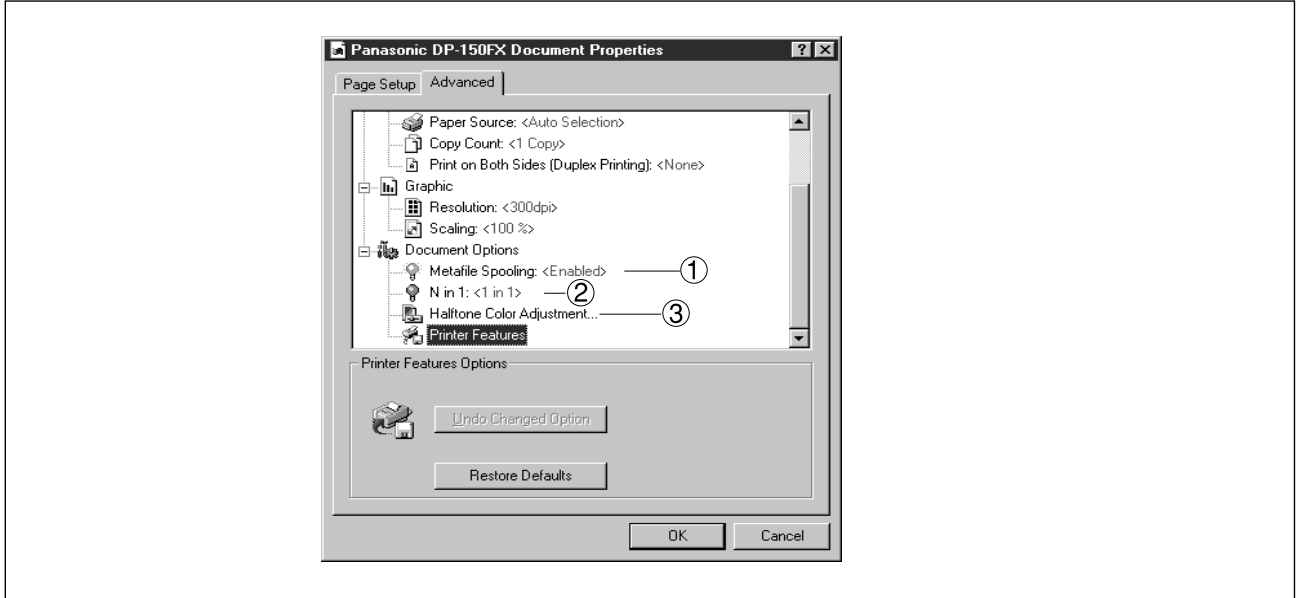 Panasonic DP-150FX Document Properties
Page Setup
Advanced
Paper Source: <Auto Selection>
Copy Count: <1 Copy>
Print on Both Sides (Duplex Printing): <None>
Graphic
Resolution: <300dpi>
Scaling: <100 %>
Document Options
Metafile Spooling: <Enabled> ①
N in 1: <1 in 1> ②
Halftone Color Adjustment... ③
Printer Features
Printer Features Options
Undo Changed Option
Restore Defaults
OK
Cancel